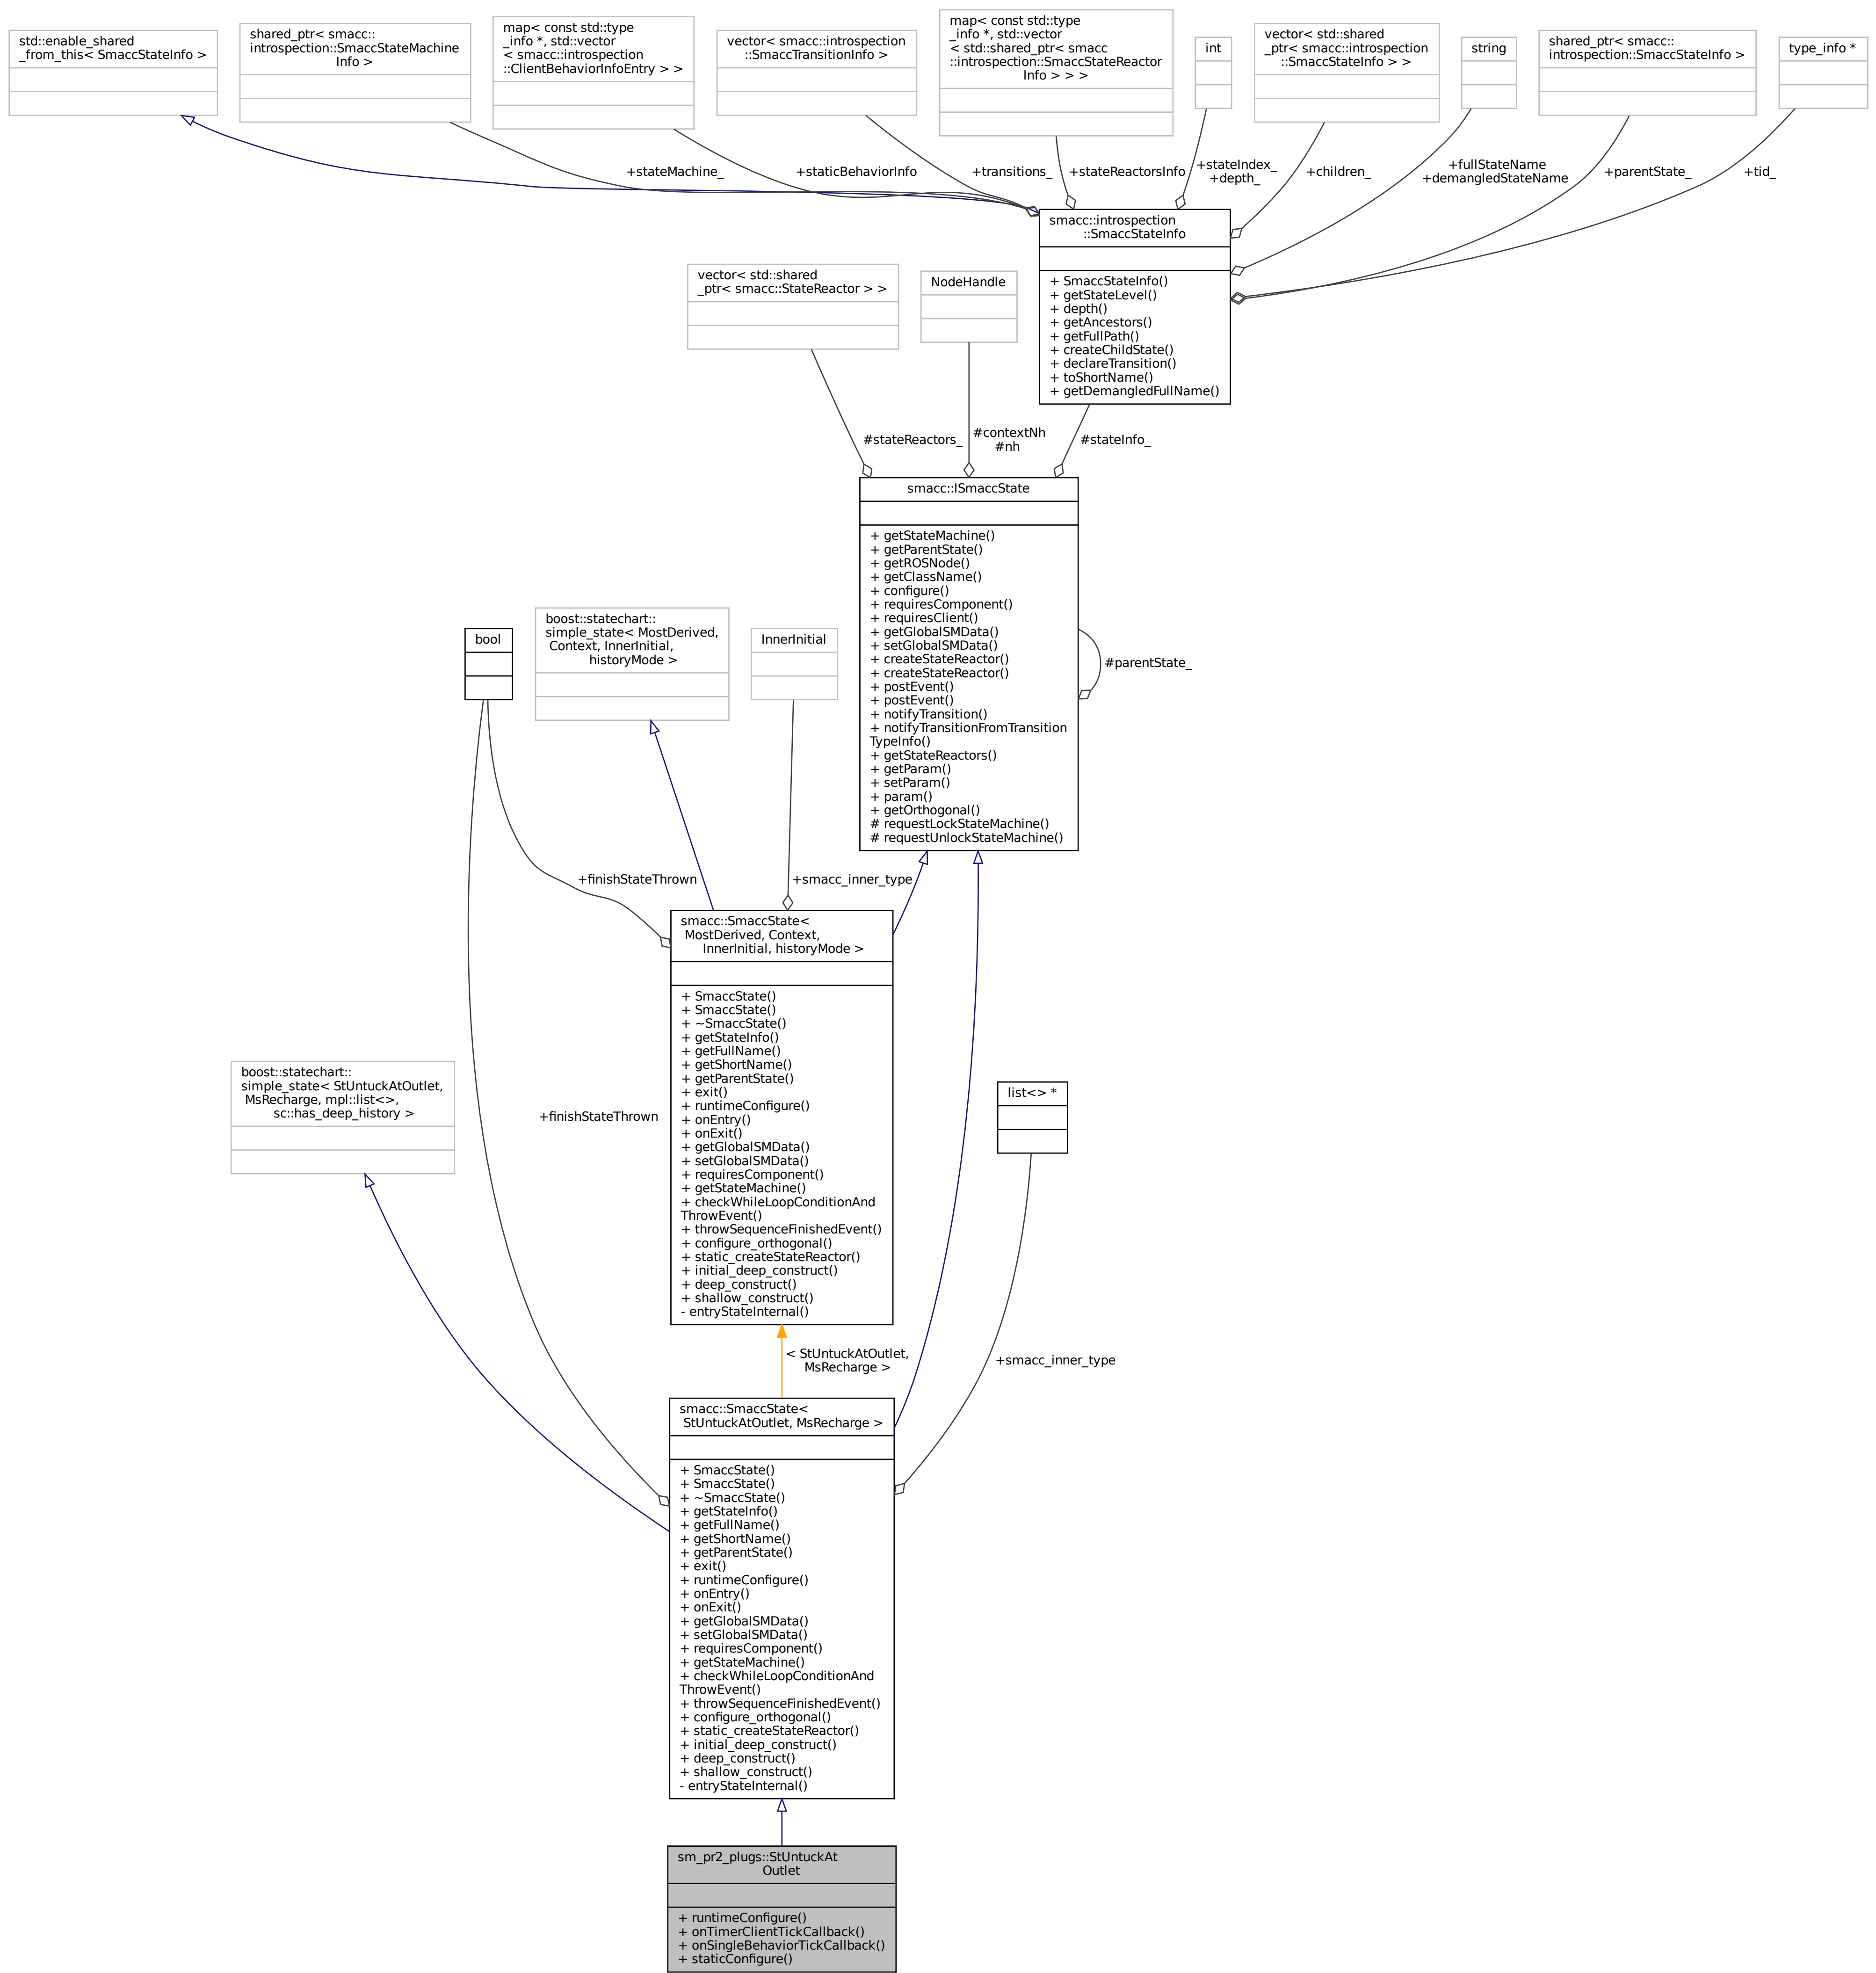 std::enable_shared
_from_this< SmaccStateInfo >
shared_ptr< smacc::
introspection::SmaccStateMachine
Info >
map< const std::type
_info *, std::vector
< smacc::introspection
::ClientBehaviorInfoEntry > >
vector< smacc::introspection
::SmaccTransitionInfo >
map< const std::type
_info *, std::vector
< std::shared_ptr< smacc
::introspection::SmaccStateReactor
Info > > >
int
vector< std::shared
_ptr< smacc::introspection
::SmaccStateInfo > >
string
shared_ptr< smacc::
introspection::SmaccStateInfo >
type_info *
+stateMachine_
+staticBehaviorInfo
+transitions_
+stateReactorsInfo
+stateIndex_
+depth_
+children_
+fullStateName
+demangledStateName
+parentState_
+tid_
smacc::introspection
::SmaccStateInfo
+ SmaccStateInfo()
+ getStateLevel()
+ depth()
+ getAncestors()
+ getFullPath()
+ createChildState()
+ declareTransition()
+ toShortName()
+ getDemangledFullName()
vector< std::shared
_ptr< smacc::StateReactor > >
NodeHandle
#stateReactors_
#contextNh
#nh
#stateInfo_
smacc::ISmaccState
+ getStateMachine()
+ getParentState()
+ getROSNode()
+ getClassName()
+ configure()
+ requiresComponent()
+ requiresClient()
+ getGlobalSMData()
+ setGlobalSMData()
+ createStateReactor()
+ createStateReactor()
+ postEvent()
+ postEvent()
+ notifyTransition()
+ notifyTransitionFromTransition
TypeInfo()
+ getStateReactors()
+ getParam()
+ setParam()
+ param()
+ getOrthogonal()
# requestLockStateMachine()
# requestUnlockStateMachine()
#parentState_
bool
boost::statechart::
simple_state< MostDerived,
Context, InnerInitial,
historyMode >
InnerInitial
+finishStateThrown
+smacc_inner_type
smacc::SmaccState<
MostDerived, Context,
InnerInitial, historyMode >
+ SmaccState()
+ SmaccState()
+ ~SmaccState()
+ getStateInfo()
+ getFullName()
+ getShortName()
+ getParentState()
+ exit()
+ runtimeConfigure()
+ onEntry()
+ onExit()
+ getGlobalSMData()
+ setGlobalSMData()
+ requiresComponent()
+ getStateMachine()
+ checkWhileLoopConditionAnd
ThrowEvent()
+ throwSequenceFinishedEvent()
+ configure_orthogonal()
+ static_createStateReactor()
+ initial_deep_construct()
+ deep_construct()
+ shallow_construct()
- entryStateInternal()
boost::statechart::
simple_state< StUntuckAtOutlet,
MsRecharge, mpl::list<>,
sc::has_deep_history >
+finishStateThrown
list<> *
< StUntuckAtOutlet,
MsRecharge >
+smacc_inner_type
smacc::SmaccState<
StUntuckAtOutlet, MsRecharge >
+ SmaccState()
+ SmaccState()
+ ~SmaccState()
+ getStateInfo()
+ getFullName()
+ getShortName()
+ getParentState()
+ exit()
+ runtimeConfigure()
+ onEntry()
+ onExit()
+ getGlobalSMData()
+ setGlobalSMData()
+ requiresComponent()
+ getStateMachine()
+ checkWhileLoopConditionAnd
ThrowEvent()
+ throwSequenceFinishedEvent()
+ configure_orthogonal()
+ static_createStateReactor()
+ initial_deep_construct()
+ deep_construct()
+ shallow_construct()
- entryStateInternal()
sm_pr2_plugs::StUntuckAt
Outlet
+ runtimeConfigure()
+ onTimerClientTickCallback()
+ onSingleBehaviorTickCallback()
+ staticConfigure()